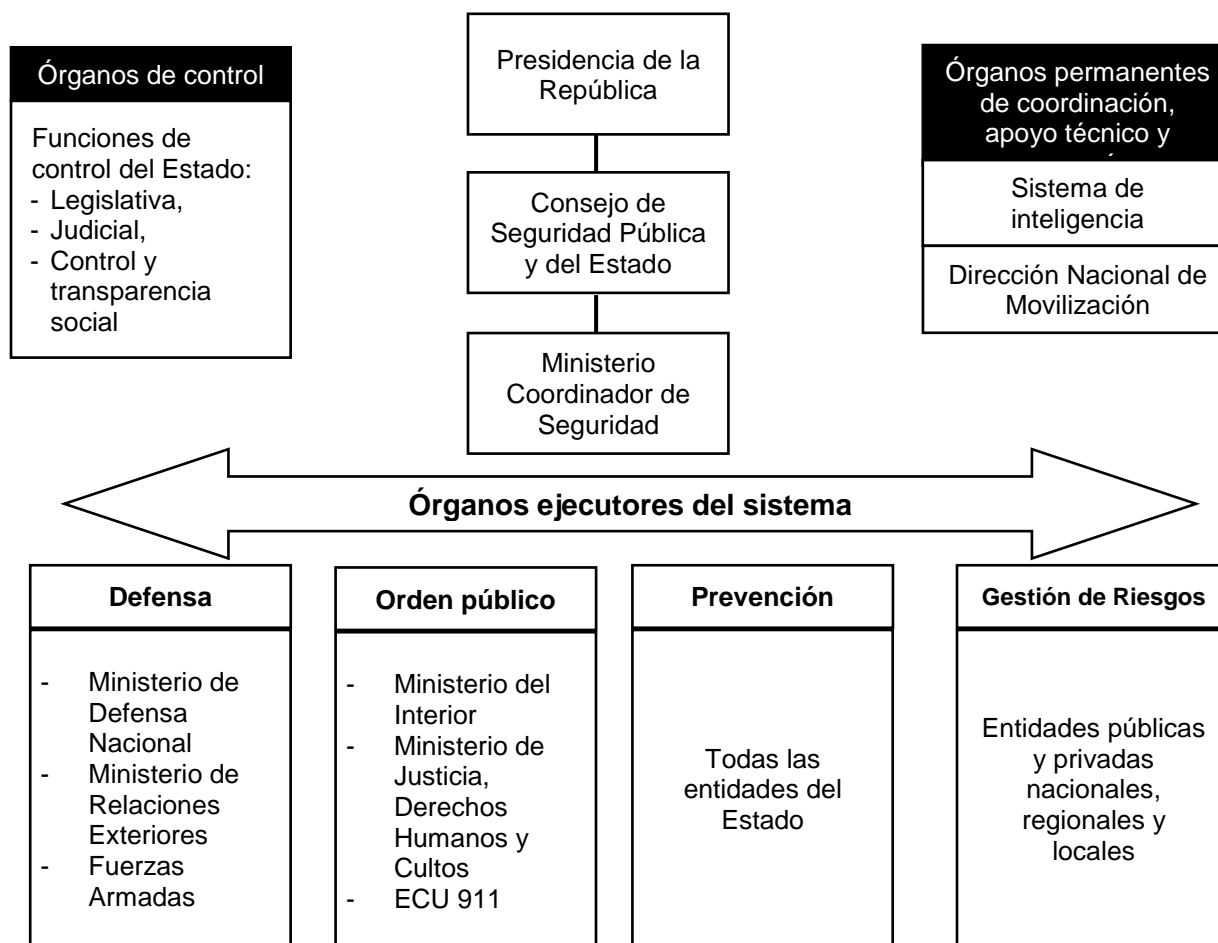 Órganos de control
Funciones de
control del Estado:
- Legislativa,
- Judicial,
- Control y
transparencia
social
Presidencia de la
República
Consejo de
Seguridad Pública
y del Estado
Ministerio
Coordinador de
Seguridad
Órganos permanentes
de coordinación,
apoyo técnico y
Sistema de
inteligencia
Dirección Nacional de
Movilización
Órganos ejecutores del sistema
Defensa
- Ministerio de
Defensa
Nacional
- Ministerio de
Relaciones
Exteriores
- Fuerzas
Armadas
Orden público
- Ministerio del
Interior
- Ministerio de
Justicia,
Derechos
Humanos y
Cultos
- ECU 911
Prevención
Todas las
entidades del
Estado
Gestión de Riesgos
Entidades públicas
y privadas
nacionales,
regionales y
locales